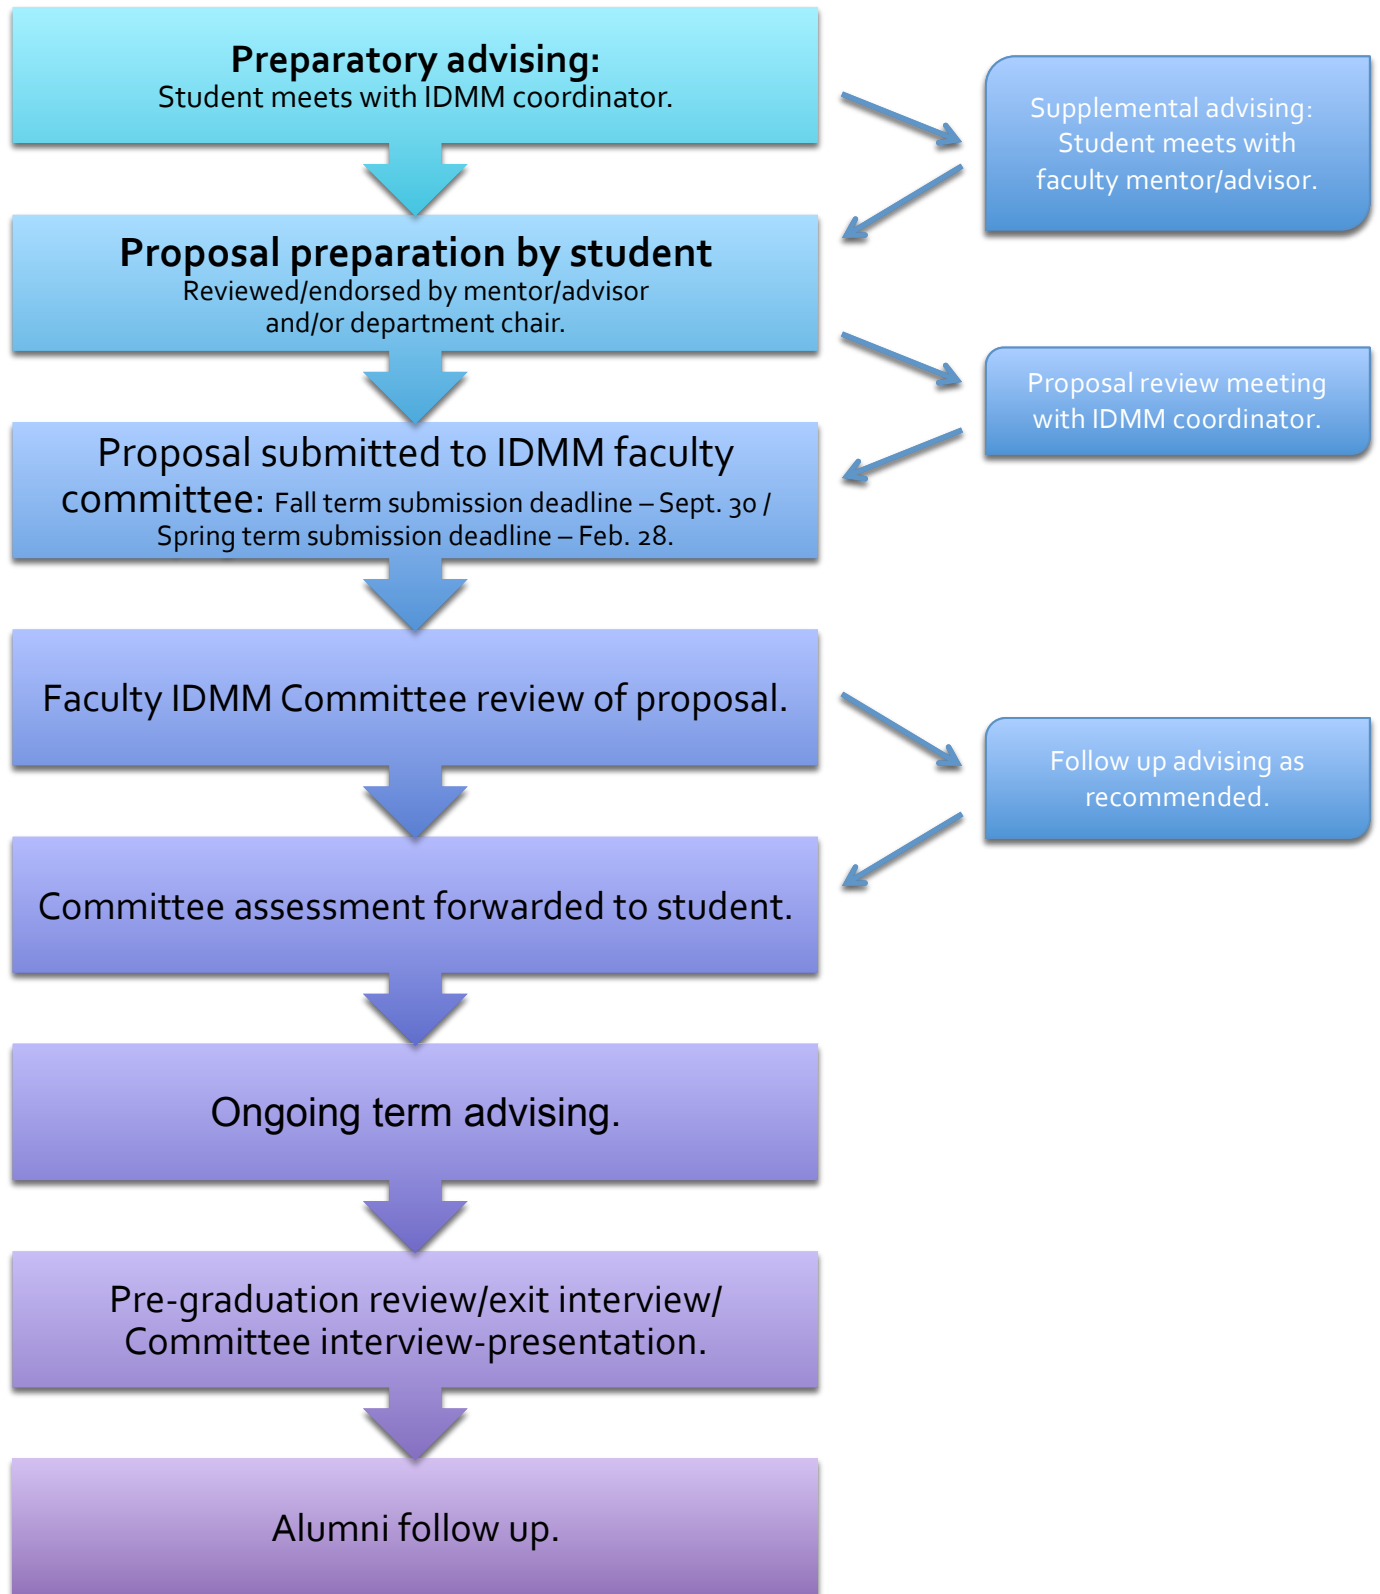 Preparatory advising:
Student meets with IDMM coordinator.
Supplemental advising:
Student meets with
faculty mentor/advisor.
Proposal preparation by student
Reviewed/endorsed by mentor/advisor
and/or department chair.
Proposal review meeting
with IDMM coordinator.
Proposal submitted to IDMM faculty
committee: Fall term submission deadline – Sept. 30 /
Spring term submission deadline – Feb. 28.
Faculty IDMM Committee review of proposal.
Follow up advising as
recommended.
Committee assessment forwarded to student.
Ongoing term advising.
Pre-graduation review/exit interview/
Committee interview-presentation.
Alumni follow up.